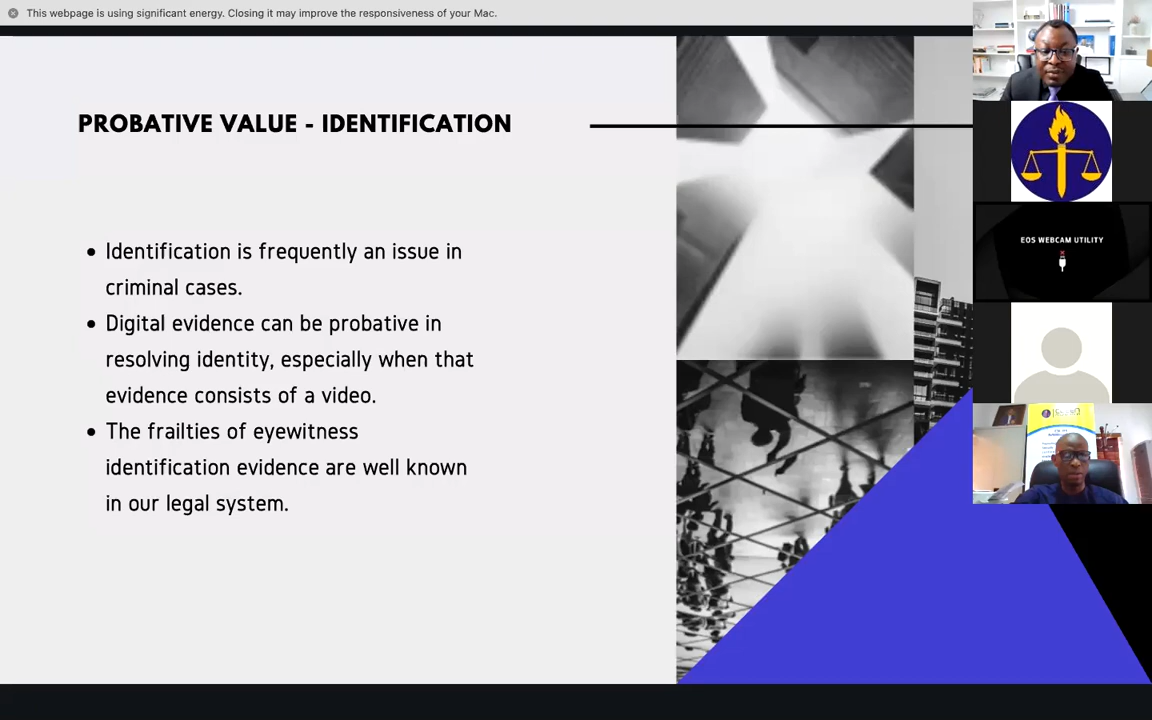 This webpage is using significant energy. Closing it may improve the responsiveness of your Mac.
PROBATIVE VALUE - IDENTIFICATION
• Identification is frequently an issue in
criminal cases.
• Digital evidence can be probative in
resolving identity, especially when that
evidence consists of a video.
• The frailties of eyewitness
identification evidence are well known
in our legal system.
EOS WEBCAM UTILITY